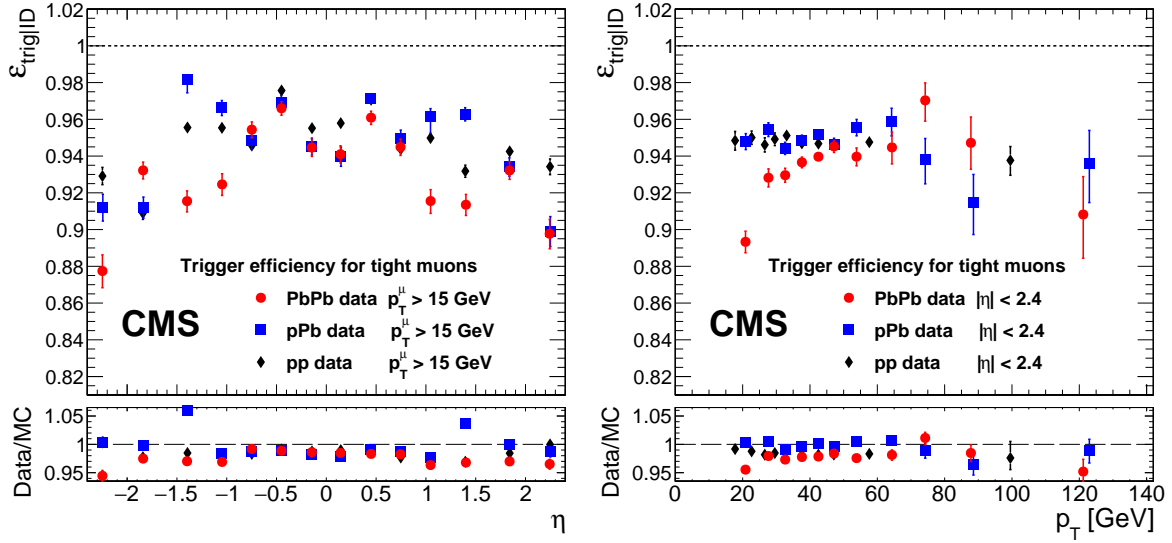 1.02
1
0.98
0.96
0.94
0.92
0.9
0.88
0.86
0.84
0.82
ε_trig|ID
Trigger efficiency for tight muons
PbPb data p_T^μ > 15 GeV
pPb data p_T^μ > 15 GeV
pp data p_T^μ > 15 GeV
CMS
Data/MC
1.05
1
0.95
−2 −1.5 −1 −0.5 0 0.5 1 1.5 2
η
1.02
1
0.98
0.96
0.94
0.92
0.9
0.88
0.86
0.84
0.82
ε_trig|ID
Trigger efficiency for tight muons
PbPb data |η| < 2.4
pPb data |η| < 2.4
pp data |η| < 2.4
CMS
Data/MC
1.05
1
0.95
0 20 40 60 80 100 120 140
p_T [GeV]